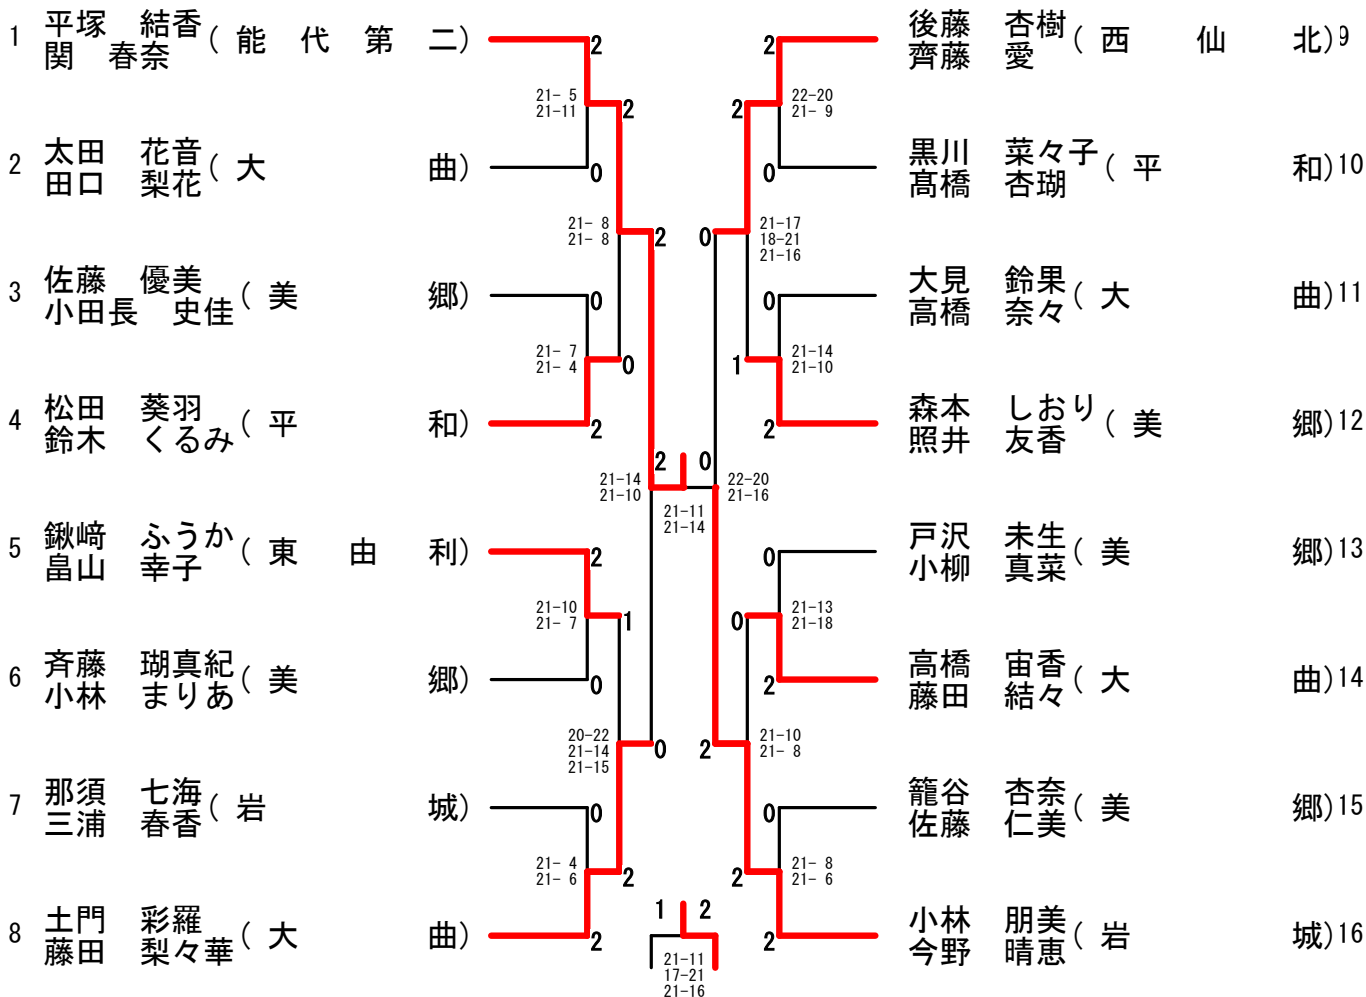 1 平塚 結香 ( 能代第二 )
関 春奈
2 太田 花音 ( 大曲 )
田口 梨花
3 佐藤 優美 ( 美郷 )
小田長 史佳
4 松田 葵羽 ( 平和 )
鈴木 くるみ
5 鍬﨑 ふうか ( 東由利 )
畠山 幸子
6 斉藤 瑚真紀 ( 美郷 )
小林 まりあ
7 那須 七海 ( 岩城 )
三浦 春香
8 土門 彩羅 ( 大曲 )
藤田 梨々華
2
21- 5
21-11
2
0
21- 8
21- 8
2
0
21- 7
21- 4
0
2
21-14
21-10
2
21-10
21- 7
1
0
20-22
21-14
21-15
0
0
21- 4
21- 6
2
2
2 0
21-11
21-14
1 2
21-11
17-21
21-16
2
2
22-20
21- 9
0
0
21-17
18-21
21-16
0
1
21-14
21-10
2
22-20
21-16
0
0
21-13
21-18
2
2
21-10
21- 8
0
2
21- 8
21- 6
2
後藤 杏樹 ( 西仙北 ) 9
齊藤 愛
黒川 菜々子 ( 平和 ) 10
髙橋 杏瑚
大見 鈴果 ( 大曲 ) 11
高橋 奈々
森本 しおり ( 美郷 ) 12
照井 友香
戸沢 未生 ( 美郷 ) 13
小柳 真菜
高橋 宙香 ( 大曲 ) 14
藤田 結々
籠谷 杏奈 ( 美郷 ) 15
佐藤 仁美
小林 朋美 ( 岩城 ) 16
今野 晴恵